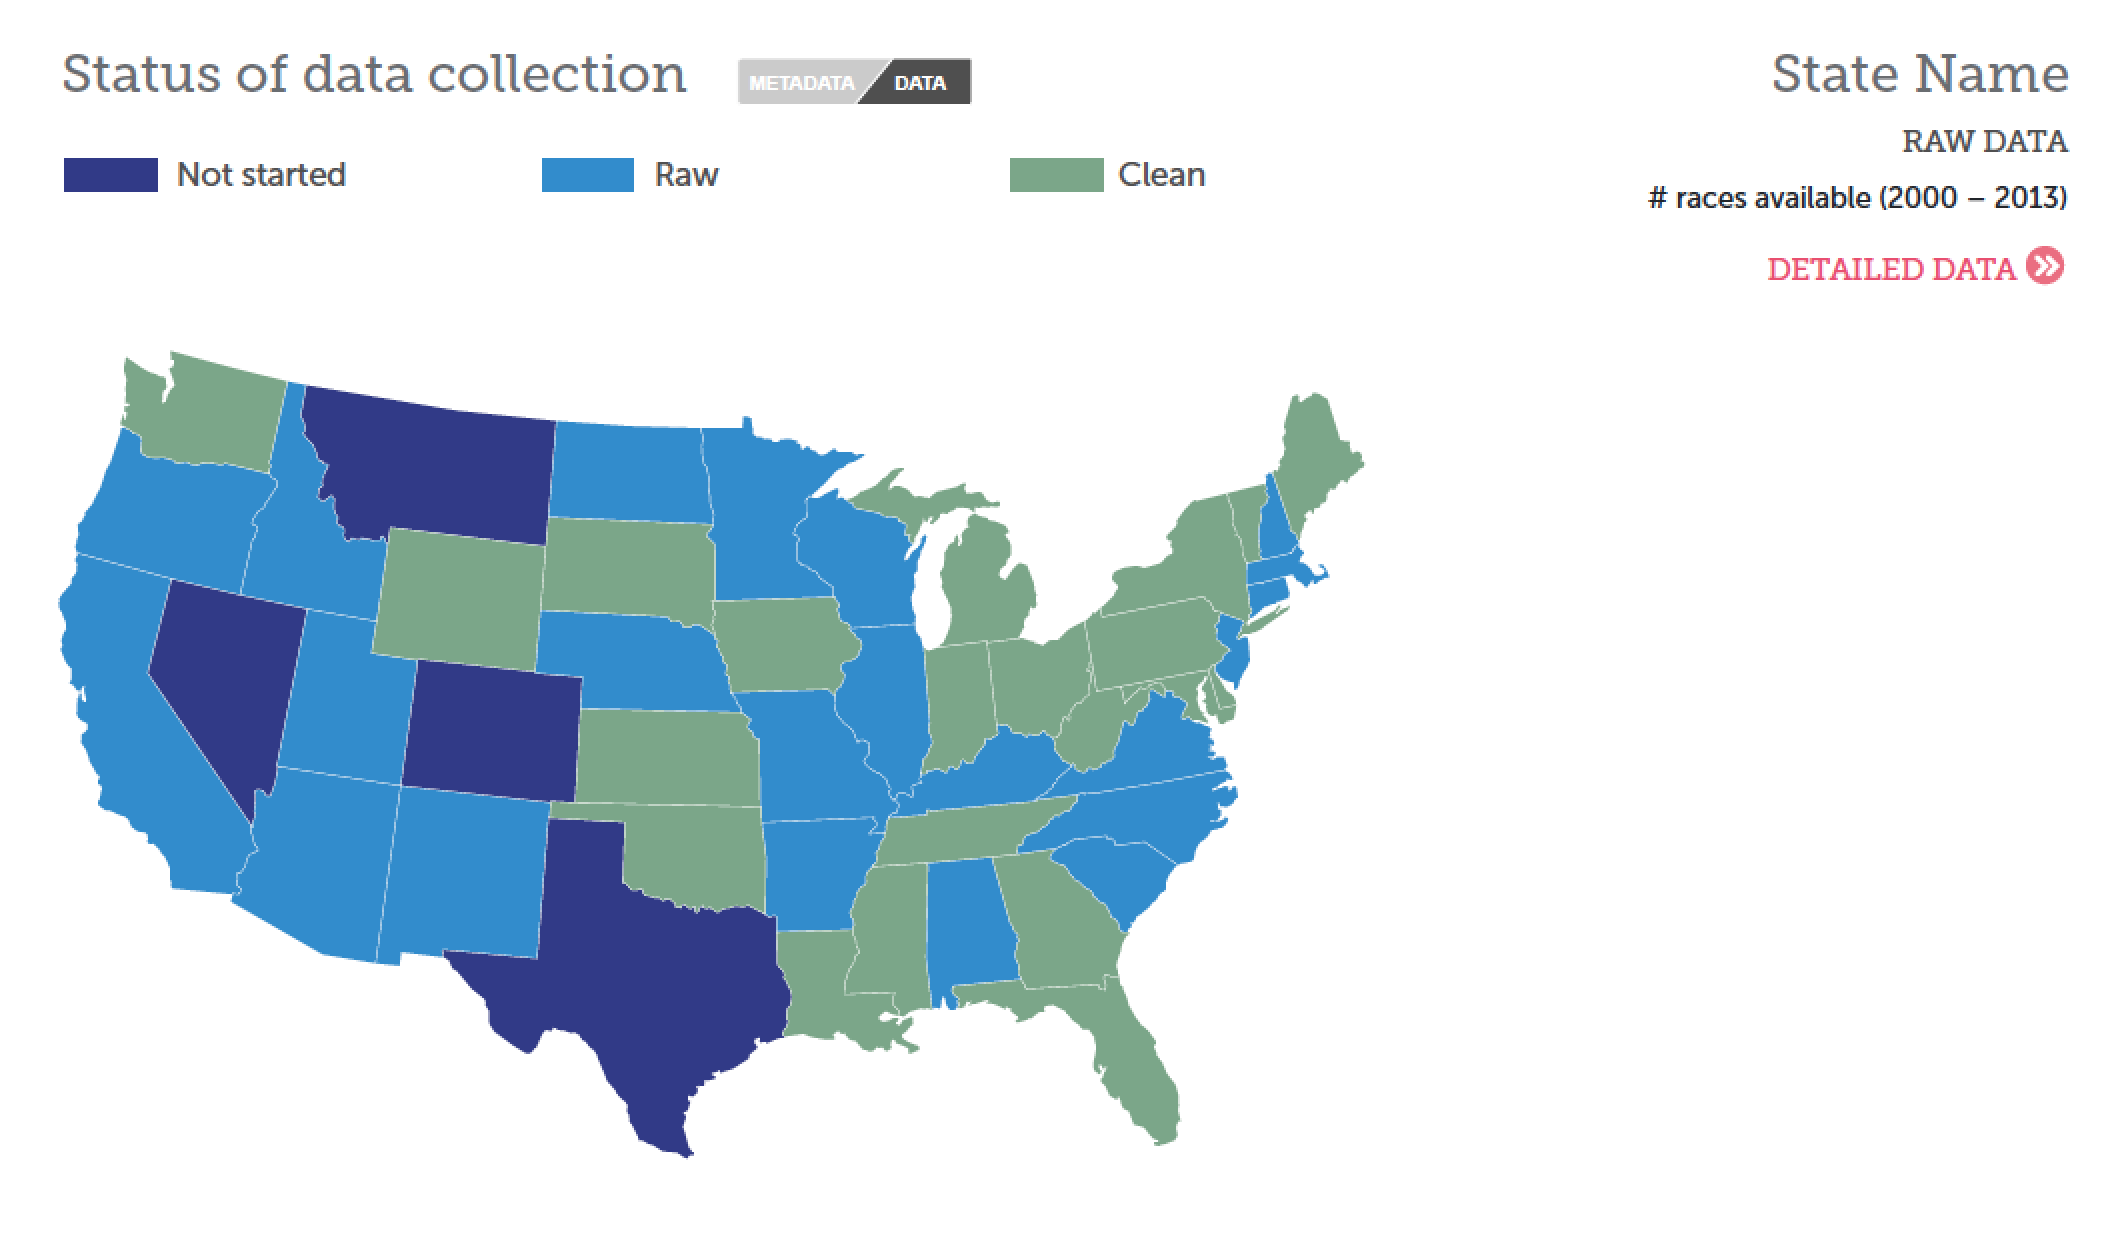 Status of data collection
METADATA
DATA
State Name
RAW DATA
# races available (2000 – 2013)
DETAILED DATA
Not started
Raw
Clean